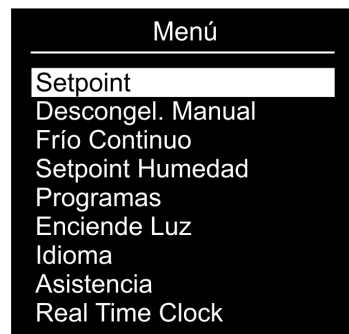 Menú
Setpoint
Descongel. Manual
Frío Continuo
Setpoint Humedad
Programas
Enciende Luz
Idioma
Asistencia
Real Time Clock